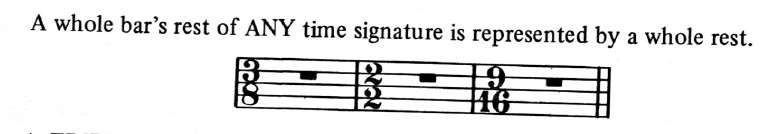 A whole bar's rest of ANY time signature is represented by a whole rest.
3 2 9
8 2 16